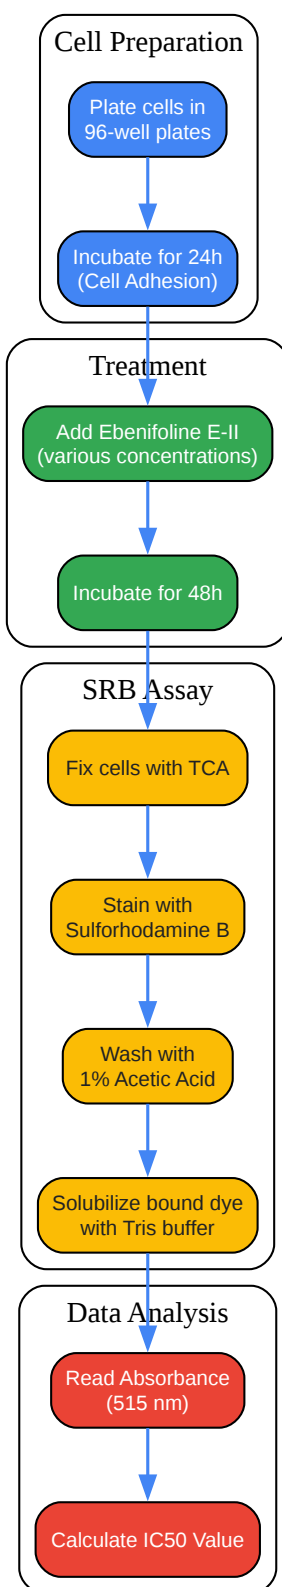 Cell Preparation
Plate cells in
96-well plates
Incubate for 24h
(Cell Adhesion)
Treatment
Add Ebenifoline E-II
(various concentrations)
Incubate for 48h
SRB Assay
Fix cells with TCA
Stain with
Sulforhodamine B
Wash with
1% Acetic Acid
Solubilize bound dye
with Tris buffer
Data Analysis
Read Absorbance
(515 nm)
Calculate IC50 Value